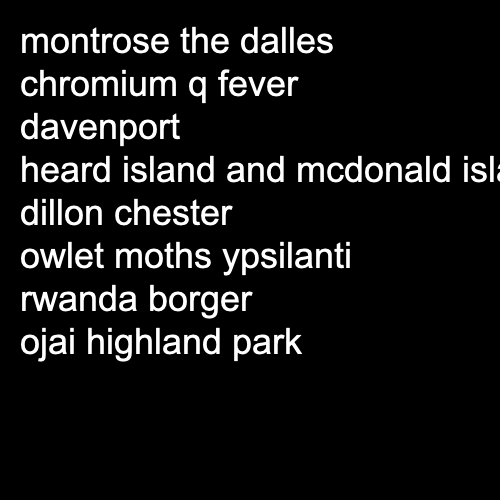 montrose the dalles
chromium q fever
davenport
heard island and mcdonald
dillon chester
owlet moths ypsilanti
rwanda borger
ojai highland park